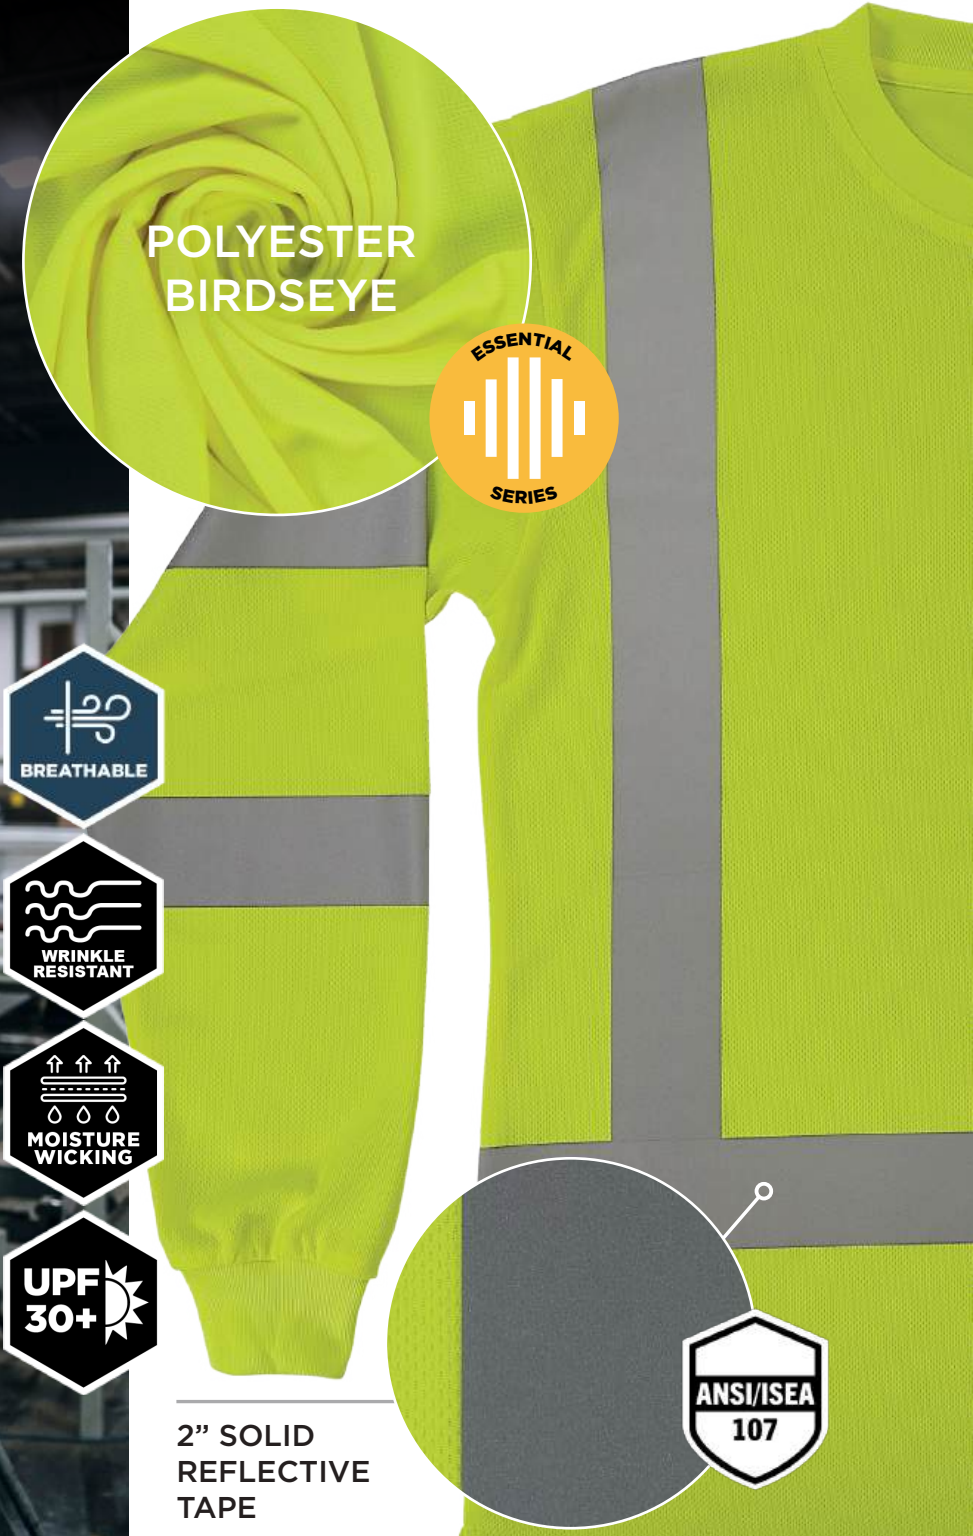 POLYESTER
BIRDSEYE
ESSENTIAL
SERIES
BREATHABLE
WRINKLE
RESISTANT
MOISTURE
WICKING
UPF
30+
2” SOLID
REFLECTIVE
TAPE
ANSI/ISEA
107